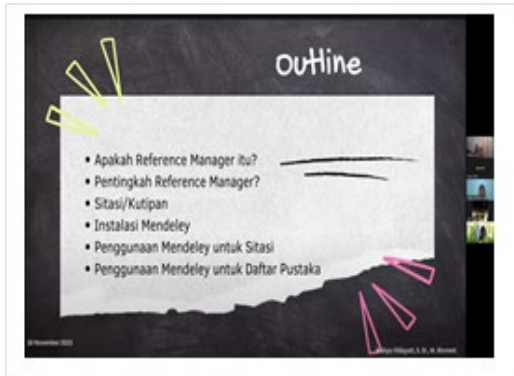 Outline
• Apakah Reference Manager itu?
• Pentingkah Reference Manager?
• Sitasi/Kutipan
• Instalasi Mendeley
• Penggunaan Mendeley untuk Sitasi
• Penggunaan Mendeley untuk Daftar Pustaka
November